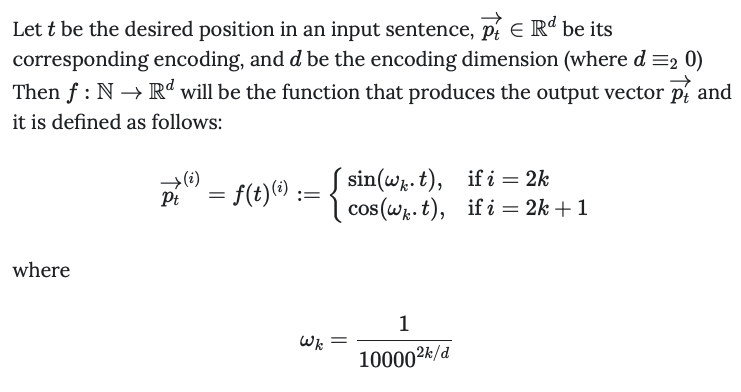 Let t be the desired position in an input sentence, $\overrightarrow{p_t} \in \mathbb{R}^d$ be its
corresponding encoding, and d be the encoding dimension (where $d \equiv_2 0$)
Then $f : \mathbb{N} \to \mathbb{R}^d$ will be the function that produces the output vector $\overrightarrow{p_t}$ and
it is defined as follows:
$\overrightarrow{p_t}^{(i)} = f(t)^{(i)} := \begin{cases} \sin(\omega_k . t), & \text{if } i = 2k \\ \cos(\omega_k . t), & \text{if } i = 2k + 1 \end{cases}$
where
$\omega_k = \frac{1}{10000^{2k/d}}$